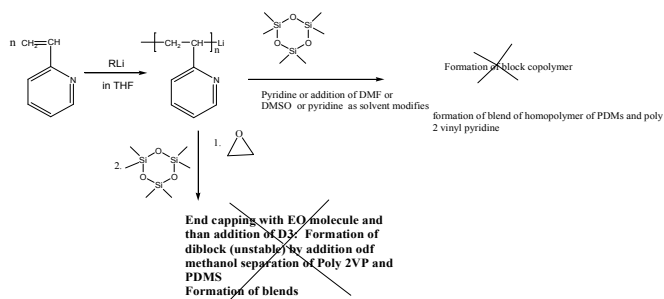 n CH=CH
N
RLi
in THF
CH2 CH Li
n
N
Si O Si
O O
Si
Pyridine or addition of DMF or
DMSO or pyridine as solvent modifies
Formation of block copolymer
formation of blend of homopolymer of PDMs and poly
2 vinyl pyridine
1. O
2. Si O Si
O O
Si
End capping with EO molecule and
than addition of D3: Formation of
diblock (unstable) by addition odf
methanol separation of Poly 2VP and
PDMS
Formation of blends